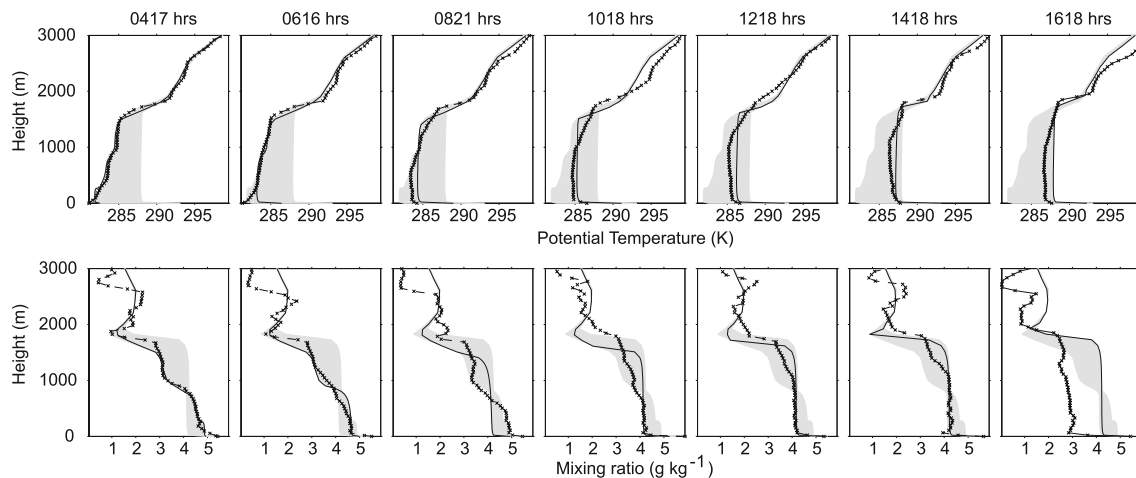 0417 hrs 0616 hrs 0821 hrs 1018 hrs 1218 hrs 1418 hrs 1618 hrs
3000
2000
1000
0
Height (m)
285 290 295 285 290 295 285 290 295 285 290 295 285 290 295 285 290 295 285 290 295
Potential Temperature (K)
3000
2000
1000
0
Height (m)
1 2 3 4 5 1 2 3 4 5 1 2 3 4 5 1 2 3 4 5 1 2 3 4 5 1 2 3 4 5 1 2 3 4 5
Mixing ratio (g kg⁻¹)